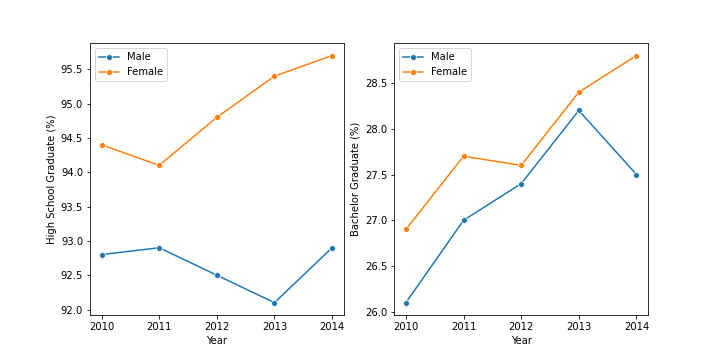 Male
Female
95.5
95.0
94.5
94.0
93.5
93.0
92.5
92.0
High School Graduate (%)
2010 2011 2012 2013 2014
Year
Male
Female
28.5
28.0
27.5
27.0
26.5
26.0
Bachelor Graduate (%)
2010 2011 2012 2013 2014
Year